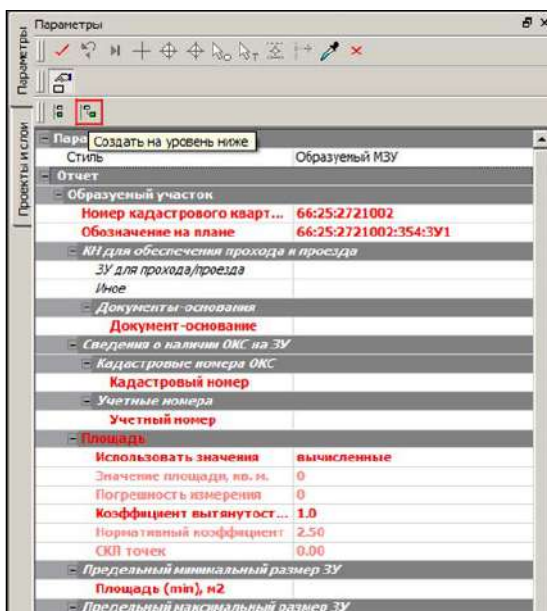 Параметры
Параметры
Проекты и слои
Пара
Создать на уровень ниже
Стиль Образуемый МЗУ
Отчет
Образуемый участок
Номер кадастрового кварт... 66:25:2721002
Обозначение на плане 66:25:2721002:354:ЗУ1
КН для обеспечения прохода и проезда
ЗУ для прохода/проезда
Иное
Документы-основания
Документ-основание
Сведения о наличии ОКС на ЗУ
Кадастровые номера ОКС
Кадастровый номер
Учетные номера
Учетный номер
Площадь
Использовать значения вычисленные
Значение площади, кв. м. 0
Погрешность измерения 0
Коэффициент вытянутост... 1.0
Нормативный коэффициент 2.50
СКП точек 0.00
Предельный минимальный размер ЗУ
Площадь (min), м2
Предельный максимальный размер ЗУ